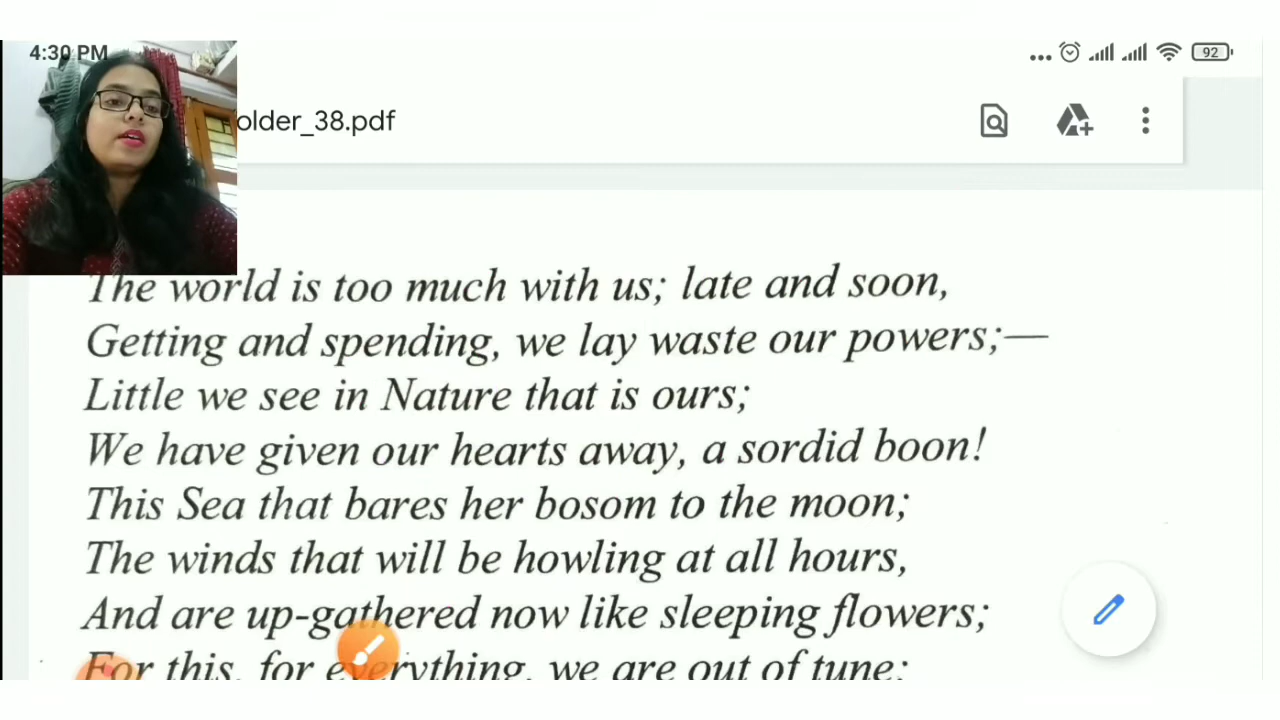 4:30 PM
... 92
older_38.pdf
The world is too much with us; late and soon,
Getting and spending, we lay waste our powers;—
Little we see in Nature that is ours;
We have given our hearts away, a sordid boon!
This Sea that bares her bosom to the moon;
The winds that will be howling at all hours,
And are up-gathered now like sleeping flowers;
For this, for everything, we are out of tune;